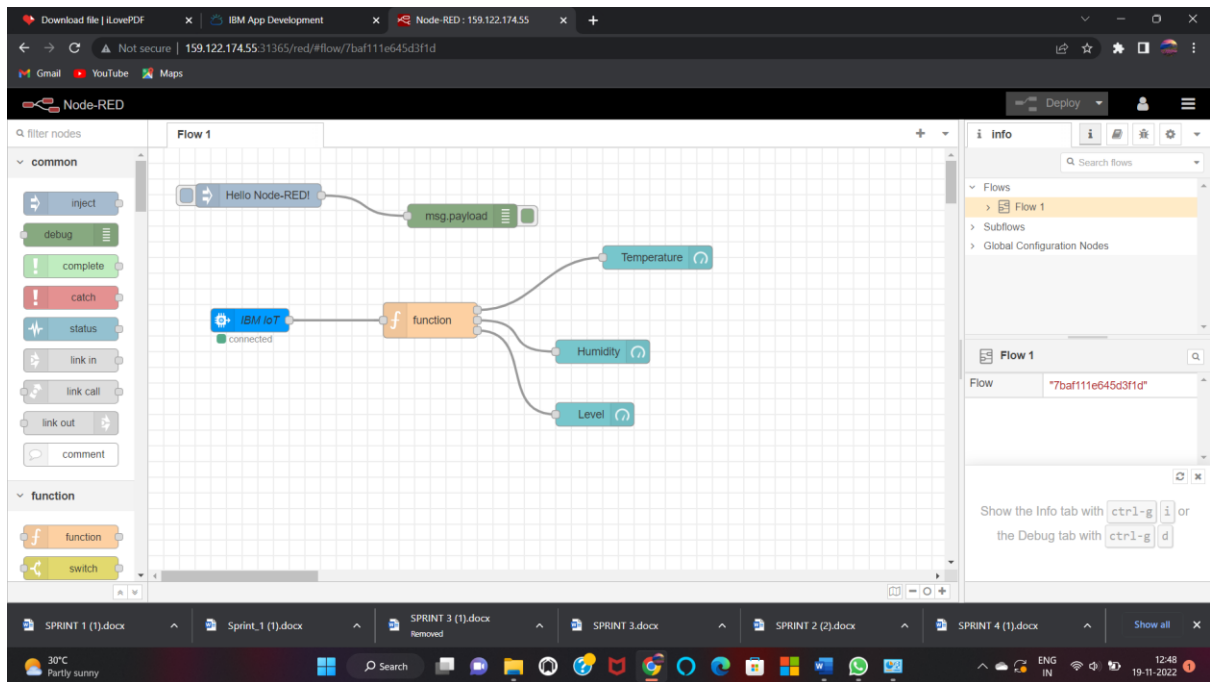 Download file | iLovePDF
IBM App Development
Node-RED : 159.122.174.55
Not secure | 159.122.174.55:31365/red/#flow/7baf111e645d3f1d
Gmail YouTube Maps
Node-RED
Deploy
filter nodes
Flow 1
info
i
Search flows
common
inject
debug
complete
catch
status
link in
link call
link out
comment
function
function
switch
Hello Node-RED!
msg.payload
Temperature
IBM IoT
connected
f function
Humidity
Level
Flows
Flow 1
Subflows
Global Configuration Nodes
Flow 1
Flow "7baf111e645d3f1d"
Show the Info tab with ctrl-g i or
the Debug tab with ctrl-g d
SPRINT 1 (1).docx
Sprint_1 (1).docx
SPRINT 3 (1).docx
Removed
SPRINT 3.docx
SPRINT 2 (2).docx
SPRINT 4 (1).docx
Show all
30°C
Partly sunny
Search
ENG
IN
12:48
19-11-2022
1